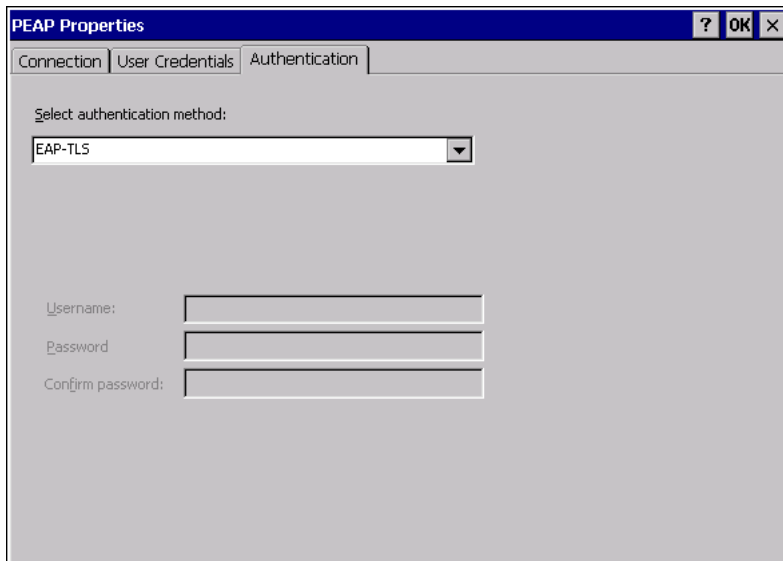 PEAP Properties ? OK ×
Connection User Credentials Authentication
Select authentication method:
EAP-TLS
Username:
Password
Confirm password: